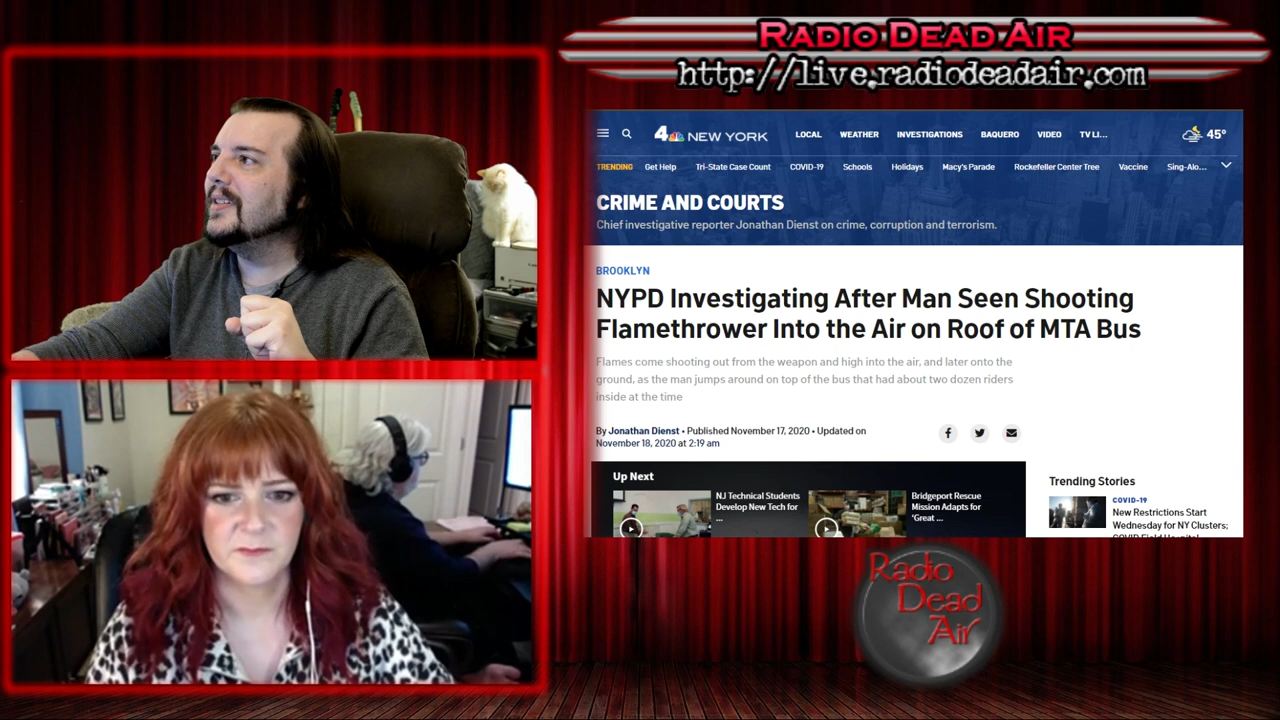 RADIO DEAD AIR
http://live.radiodeadair.com
4 NEW YORK
LOCAL WEATHER INVESTIGATIONS BAQUERO VIDEO TV LI...
45°
TRENDING Get Help Tri-State Case Count COVID-19 Schools Holidays Macy's Parade Rockefeller Center Tree Vaccine Sing-Alo...
CRIME AND COURTS
Chief investigative reporter Jonathan Dienst on crime, corruption and terrorism.
BROOKLYN
NYPD Investigating After Man Seen Shooting
Flamethrower Into the Air on Roof of MTA Bus
Flames come shooting out from the weapon and high into the air, and later onto the
ground, as the man jumps around on top of the bus that had about two dozen riders
inside at the time
By Jonathan Dienst • Published November 17, 2020 • Updated on
November 18, 2020 at 2:19 am
Up Next
NJ Technical Students
Develop New Tech for
...
Bridgeport Rescue
Mission Adapts for
'Great ...
Trending Stories
COVID-19
New Restrictions Start
Wednesday for NY Clusters;
Radio
Dead
Air